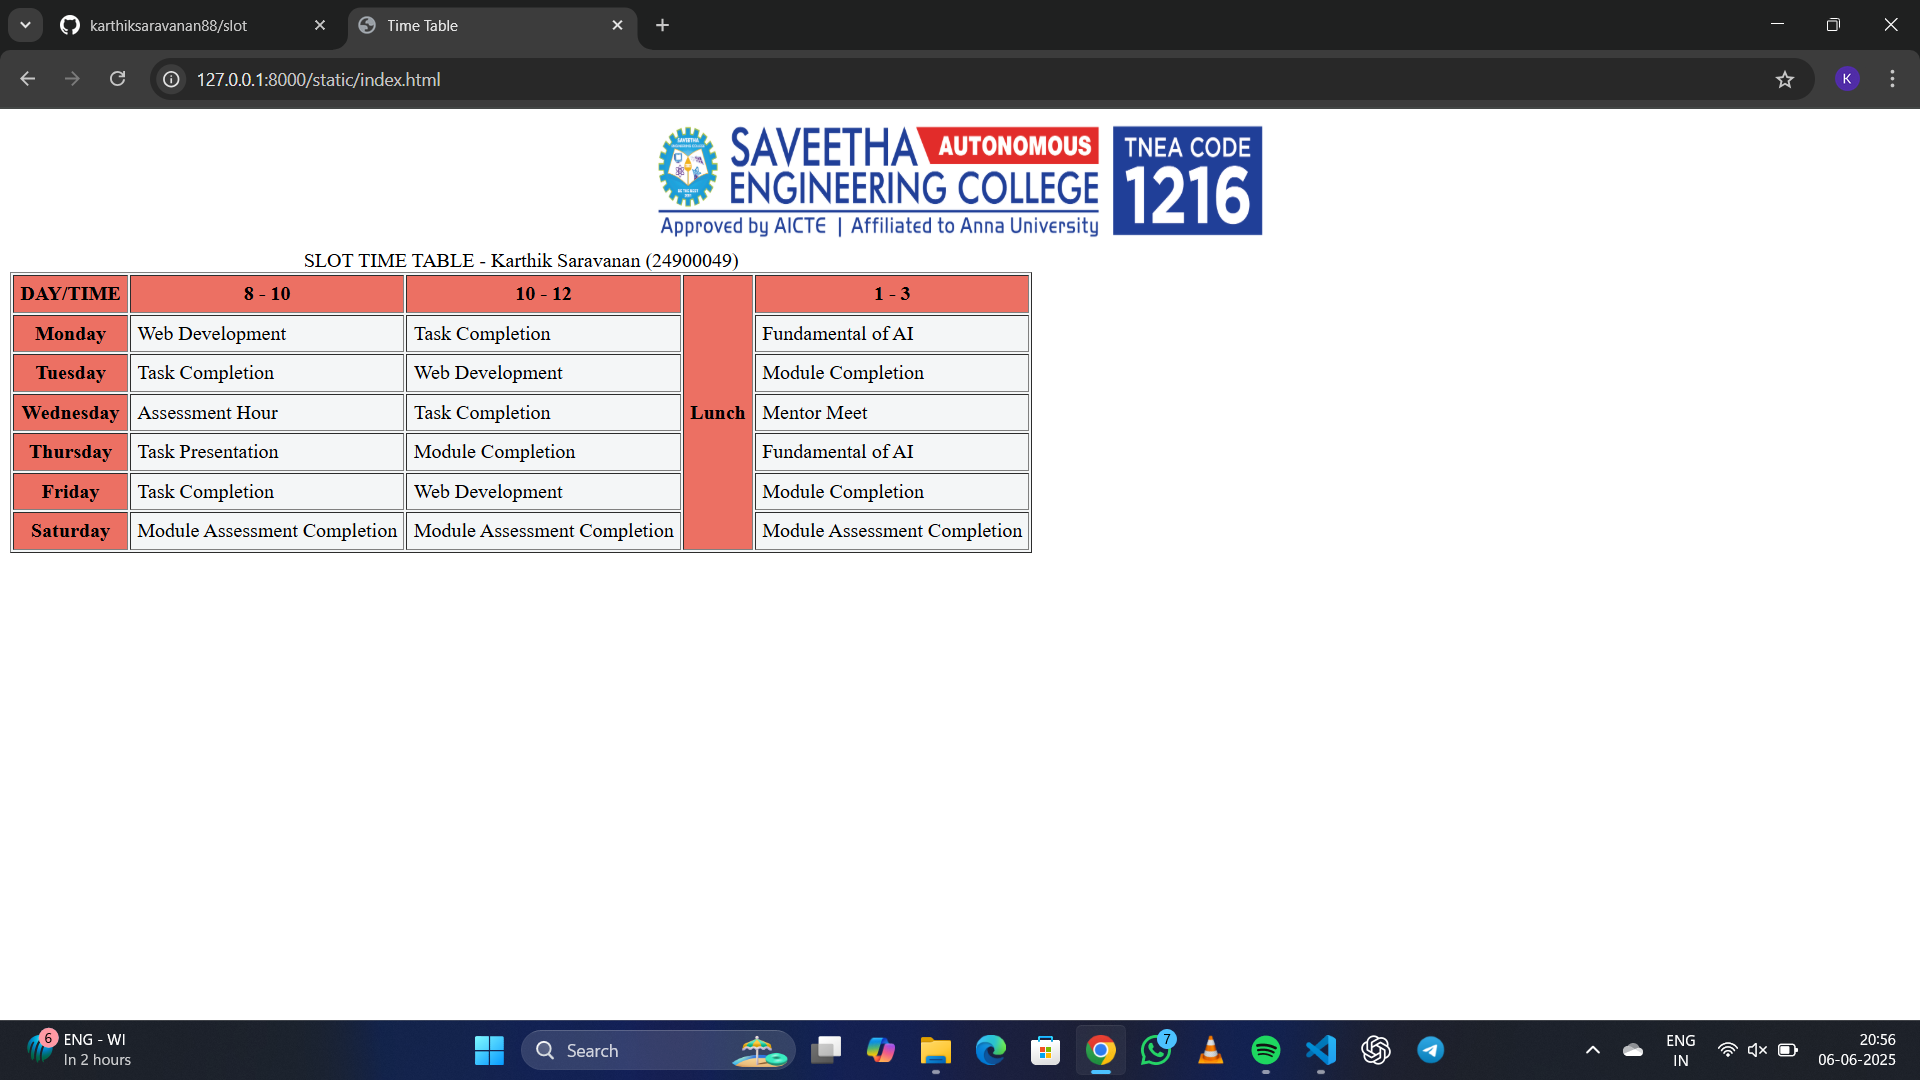 karthiksaravanan88/slot
Time Table
127.0.0.1:8000/static/index.html
K
SAVEETHA AUTONOMOUS
ENGINEERING COLLEGE
Approved by AICTE | Affiliated to Anna University
TNEA CODE
1216
SLOT TIME TABLE - Karthik Saravanan (24900049)
DAY/TIME 8 - 10 10 - 12 Lunch 1 - 3
Monday Web Development Task Completion Fundamental of AI
Tuesday Task Completion Web Development Module Completion
Wednesday Assessment Hour Task Completion Mentor Meet
Thursday Task Presentation Module Completion Fundamental of AI
Friday Task Completion Web Development Module Completion
Saturday Module Assessment Completion Module Assessment Completion Module Assessment Completion
6
ENG - WI
In 2 hours
Search
7
ENG
IN
20:56
06-06-2025